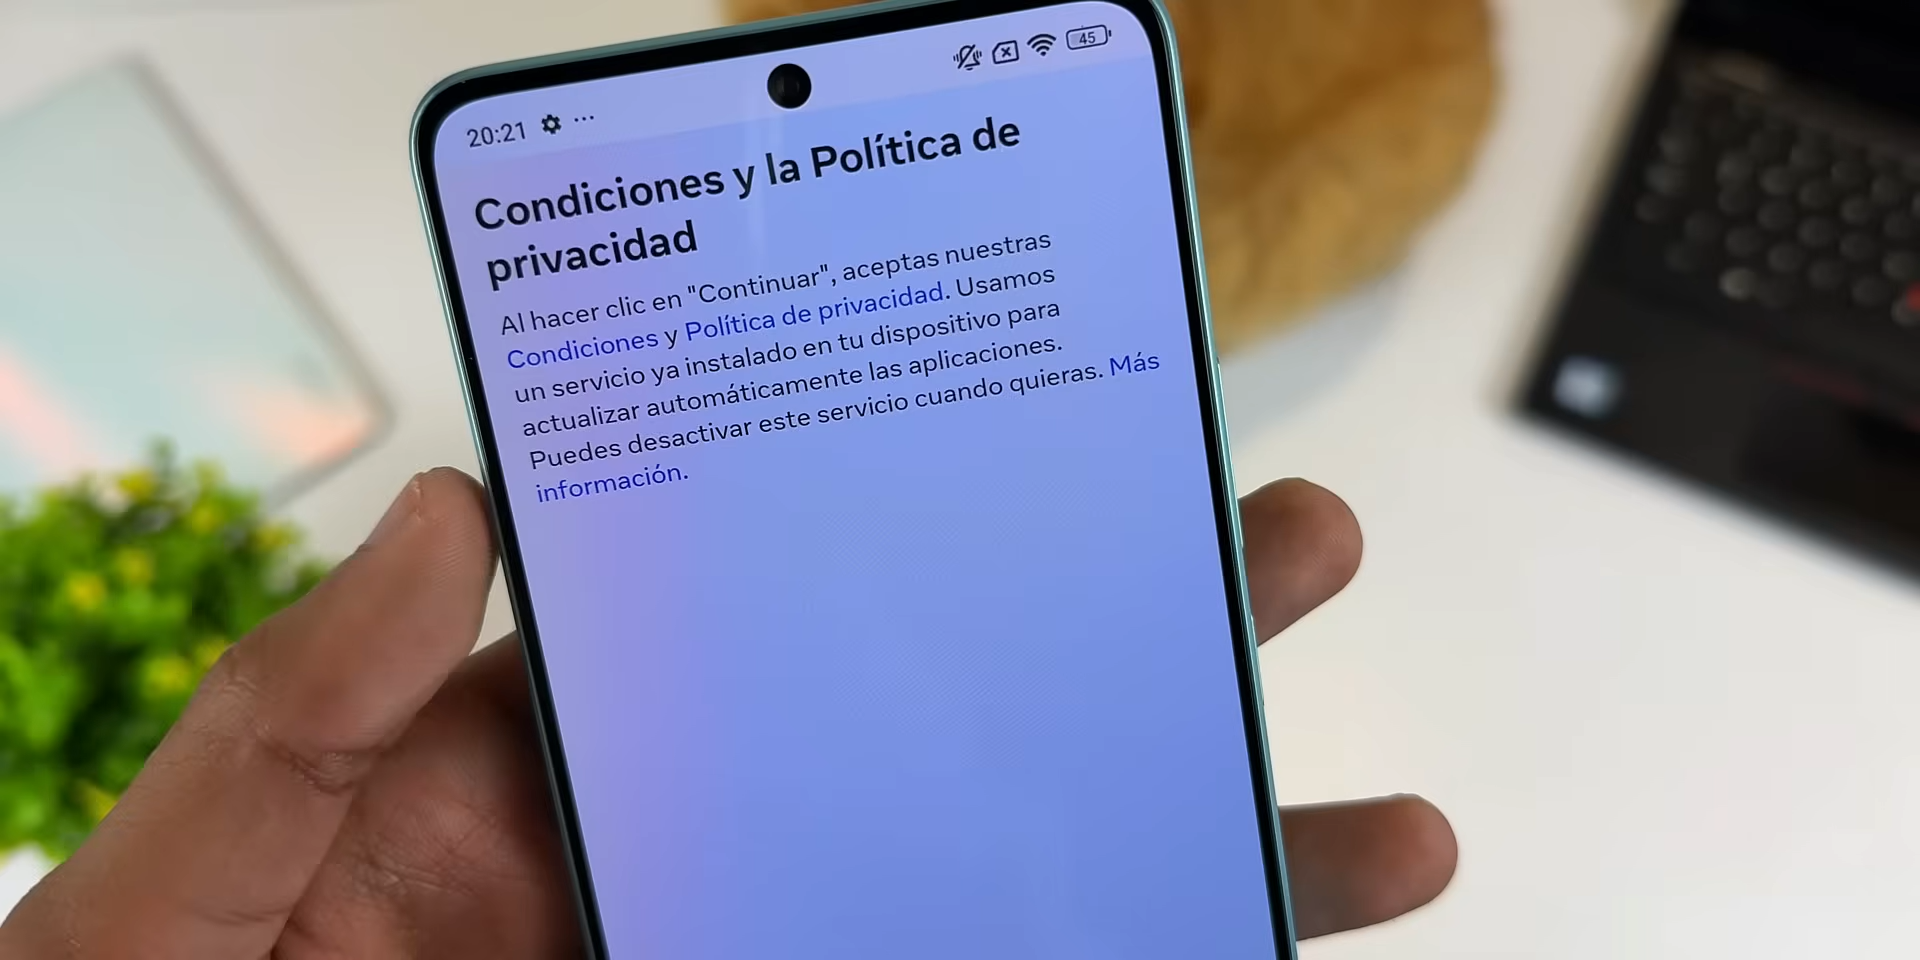 20:21 ...
45
Condiciones y la Política de
privacidad
Al hacer clic en "Continuar", aceptas nuestras
Condiciones y Política de privacidad. Usamos
un servicio ya instalado en tu dispositivo para
actualizar automáticamente las aplicaciones.
Puedes desactivar este servicio cuando quieras. Más
información.